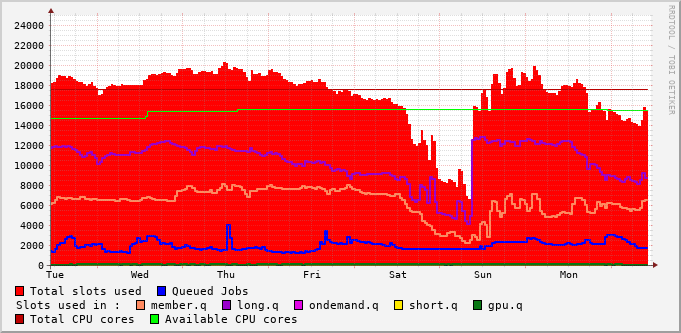 24000
22000
20000
18000
16000
14000
12000
10000
8000
6000
4000
2000
0
Tue Wed Thu Fri Sat Sun Mon
Total slots used Queued Jobs
Slots used in : member.q long.q ondemand.q short.q gpu.q
Total CPU cores Available CPU cores
RRDTOOL / TOBI OETIKER